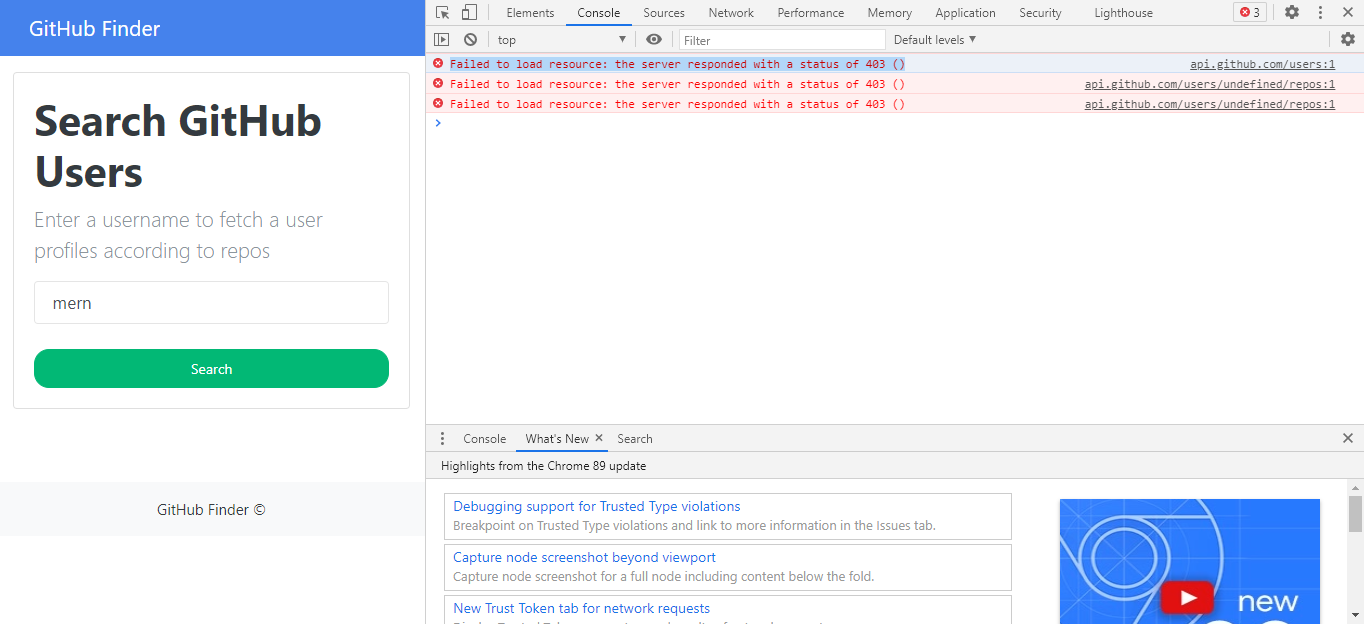 GitHub Finder
Search GitHub
Users
Enter a username to fetch a user
profiles according to repos
mern
Search
GitHub Finder ©
Elements Console Sources Network Performance Memory Application Security Lighthouse 3
top Filter Default levels
Failed to load resource: the server responded with a status of 403 () api.github.com/users:1
Failed to load resource: the server responded with a status of 403 () api.github.com/users/undefined/repos:1
Failed to load resource: the server responded with a status of 403 () api.github.com/users/undefined/repos:1
Console What's New Search
Highlights from the Chrome 89 update
Debugging support for Trusted Type violations
Breakpoint on Trusted Type violations and link to more information in the Issues tab.
Capture node screenshot beyond viewport
Capture node screenshot for a full node including content below the fold.
New Trust Token tab for network requests
new